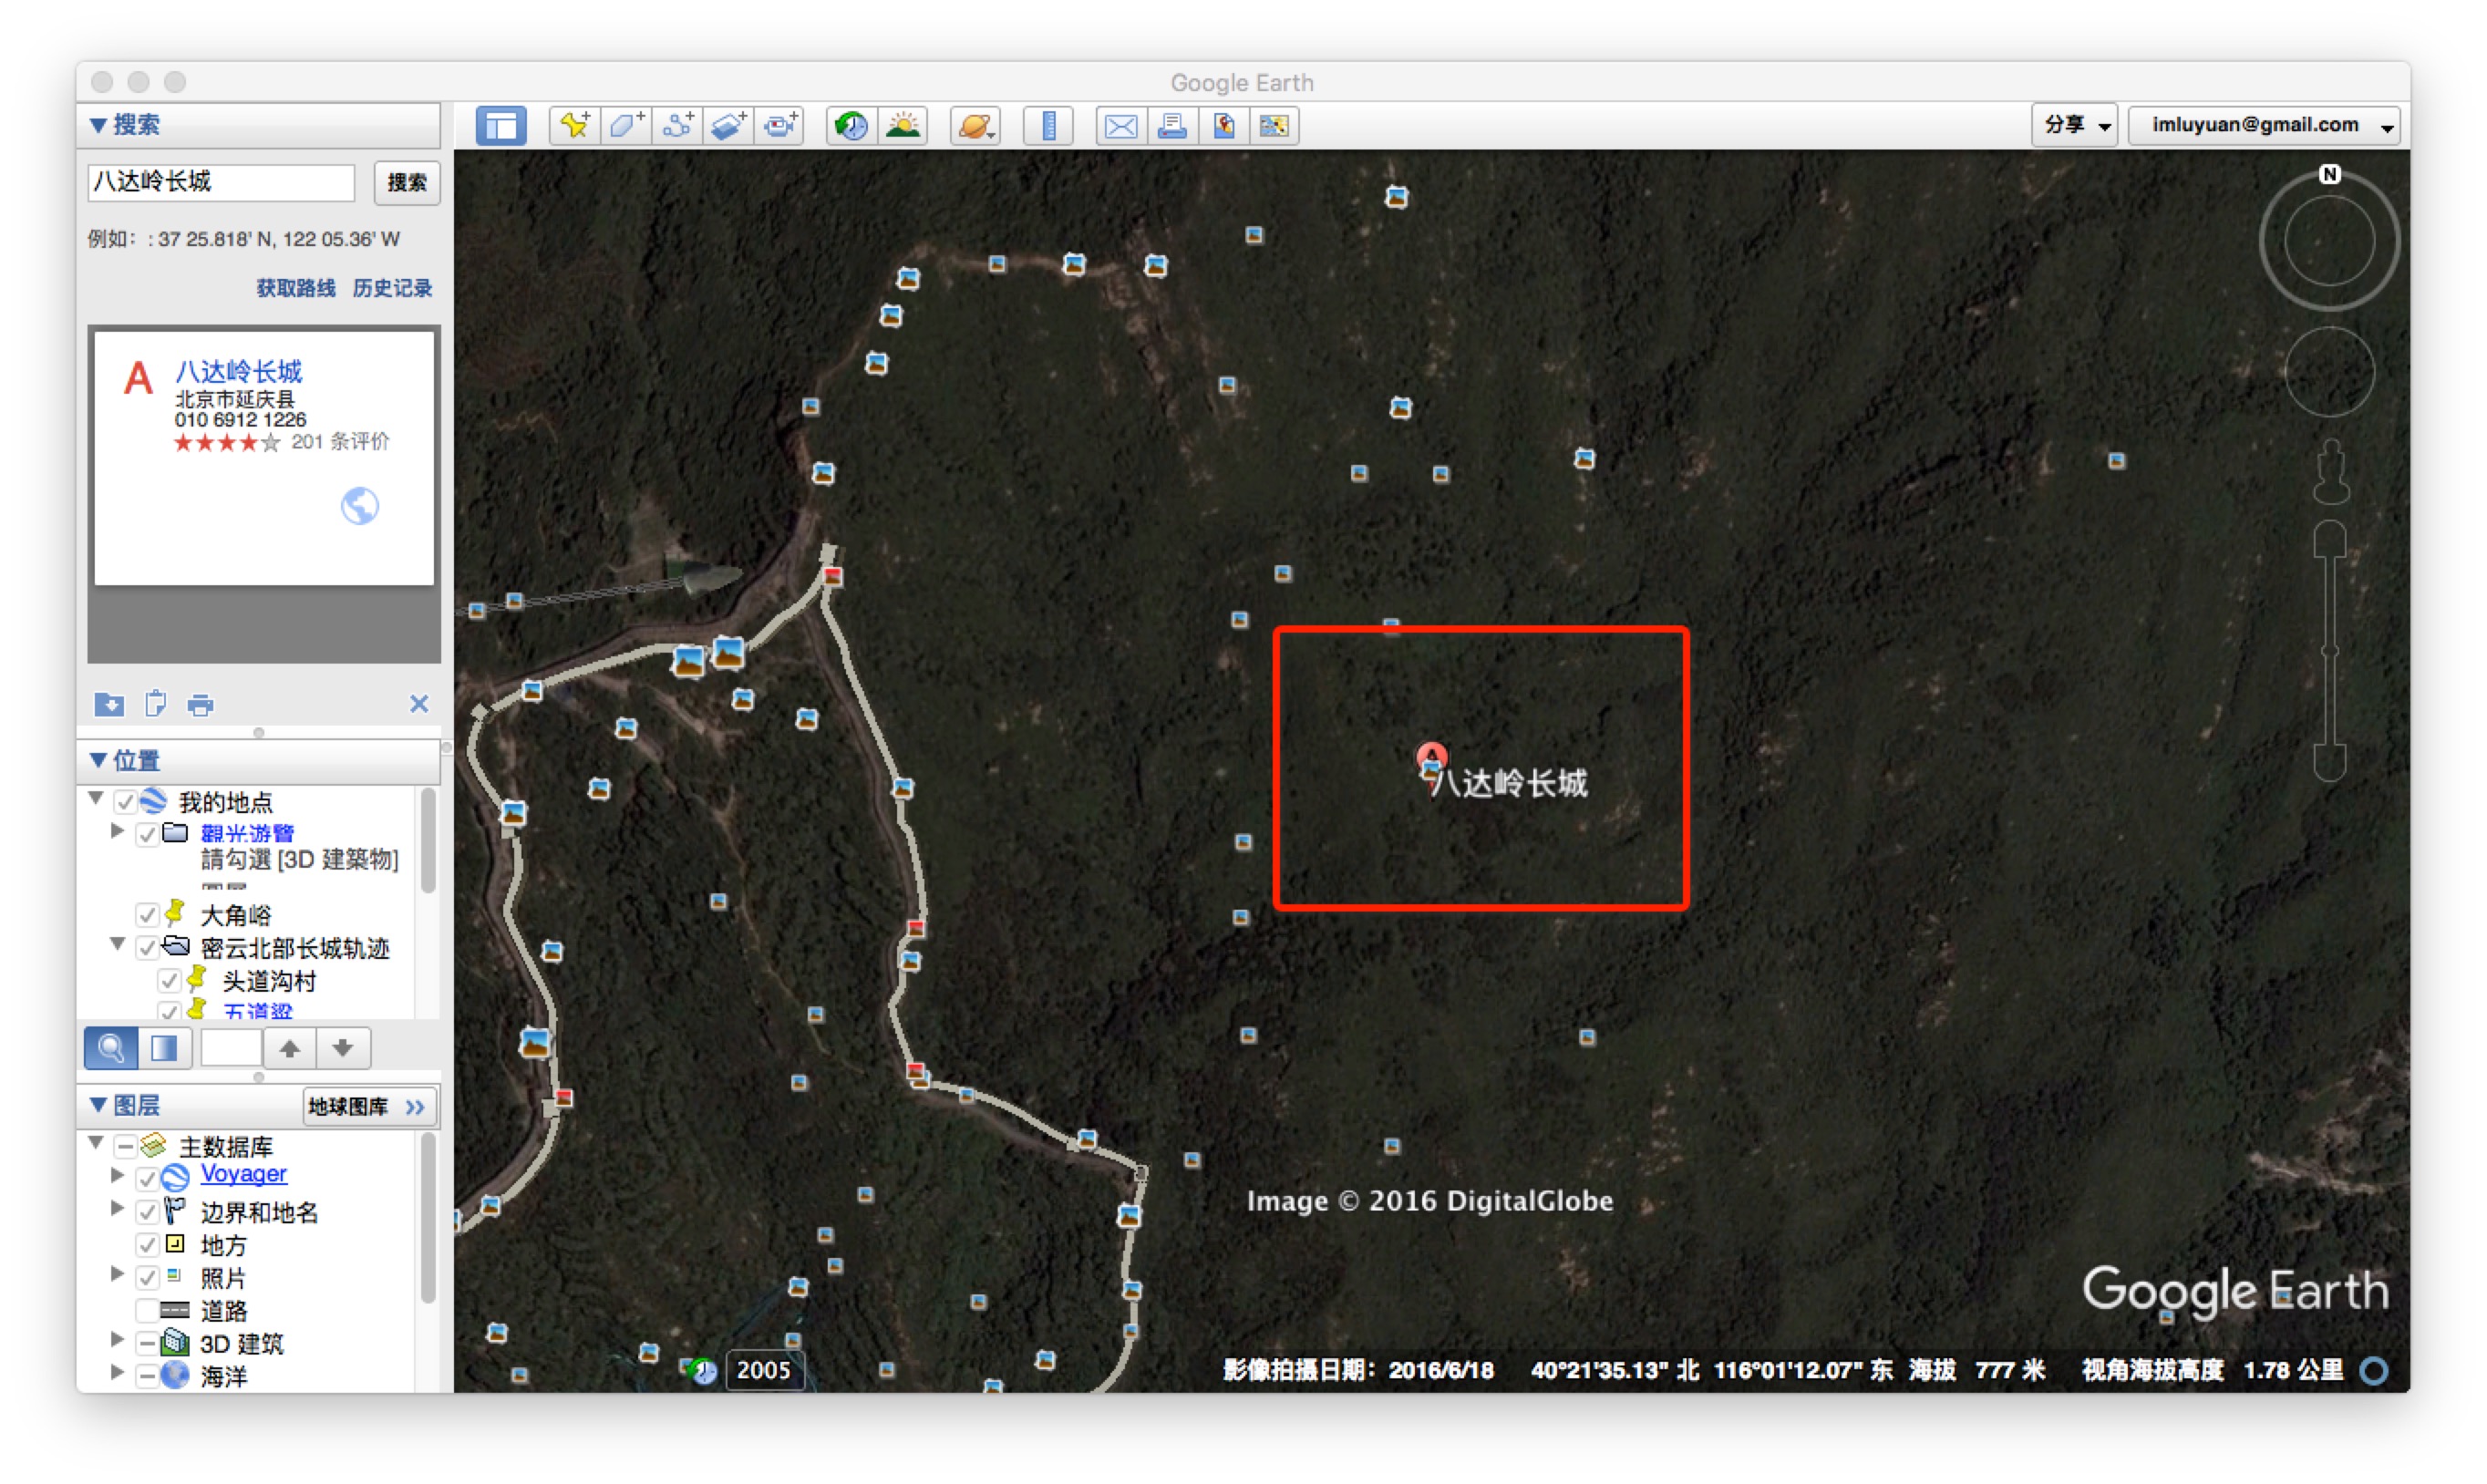 Google Earth
搜索
分享
imluyuan@gmail.com
八达岭长城
搜索
例如：: 37 25.818' N, 122 05.36' W
获取路线 历史记录
A 八达岭长城
北京市延庆县
010 6912 1226
201 条评价
位置
我的地点
觀光游覽
請勾選 [3D 建築物]
大角峪
密云北部长城轨迹
头道沟村
五道梁
图层
地球图库
主数据库
Voyager
边界和地名
地方
照片
道路
3D 建筑
海洋
N
A
八达岭长城
Image © 2016 DigitalGlobe
Google Earth
2005
影像拍摄日期：2016/6/18 40°21'35.13" 北 116°01'12.07" 东 海拔 777 米 视角海拔高度 1.78 公里